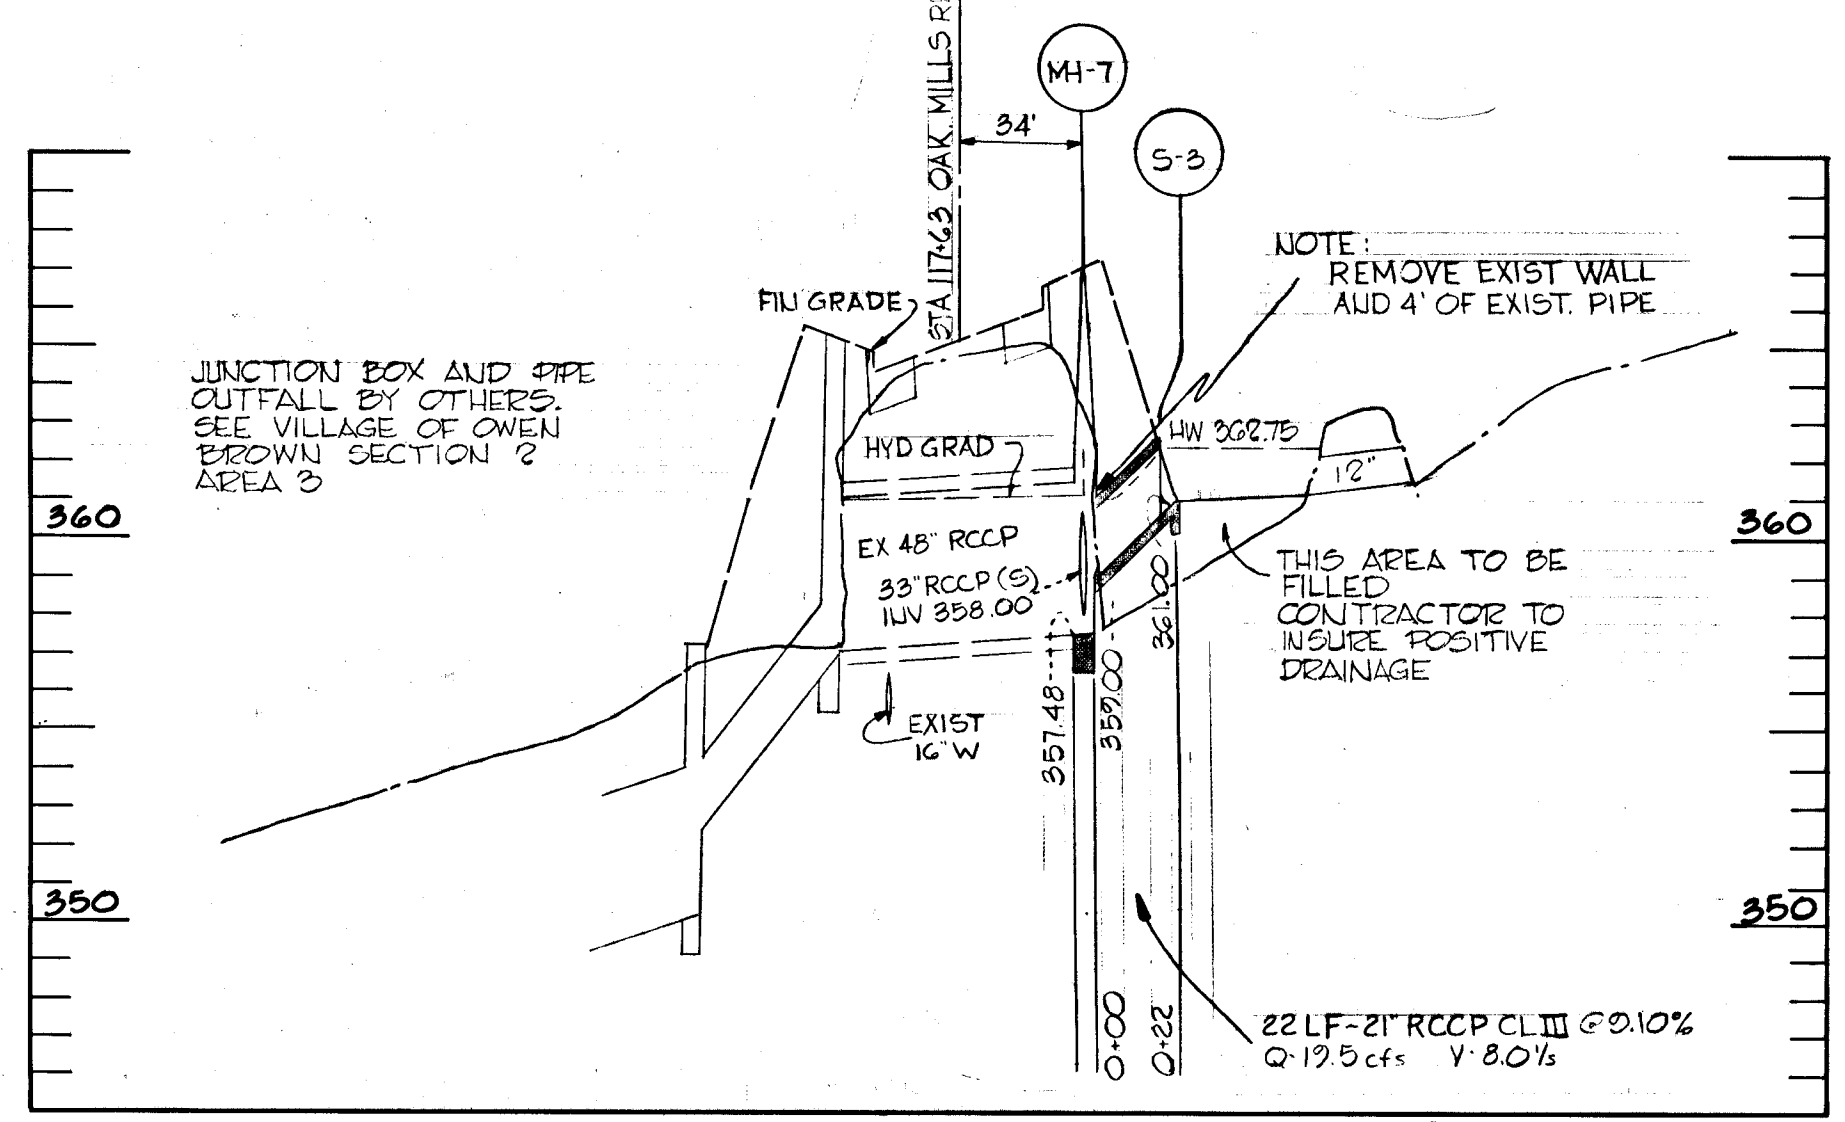 STA 117+63 OAK. MILLS
MH-7
34'
S-3
NOTE:
REMOVE EXIST WALL
AND 4' OF EXIST. PIPE
FIN GRADE
JUNCTION BOX AND PIPE
OUTFALL BY OTHERS.
SEE VILLAGE OF OWEN
BROWN SECTION 2
AREA 3
HYD GRAD
HW 362.75
12"
360
360
EX 48" RCCP
33" RCCP (S)
INV 358.00
THIS AREA TO BE
FILLED
CONTRACTOR TO
INSURE POSITIVE
DRAINAGE
EXIST
16" W
357.48
359.00
361.00
350
350
0+00
0+22
22 LF-21" RCCP CL III @ 9.10%
Q=19.5 cfs V=8.0'/s